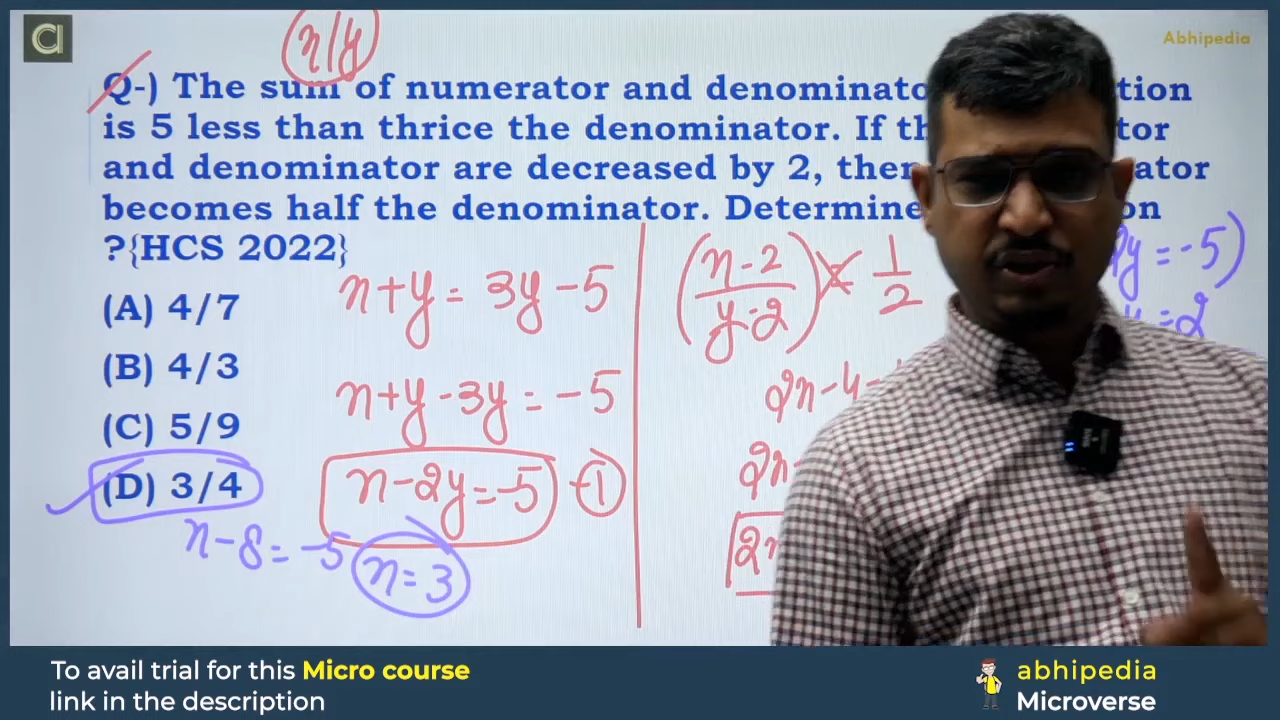 a
Abhipedia
x/y
Q-) The sum of numerator and
is 5 less than thrice the denominator. If
and denominator are decreased by 2,
becomes half the denominator. Determine
?{HCS 2022}
(A) 4/7
(B) 4/3
(C) 5/9
(D) 3/4
x+y = 3y-5
x+y-3y = -5
x-2y=-5 -1
x-8=-5 x=3
(x-2/y-2) 1/2
=-5)
=2
To avail trial for this Micro course
link in the description
abhipedia
Microverse